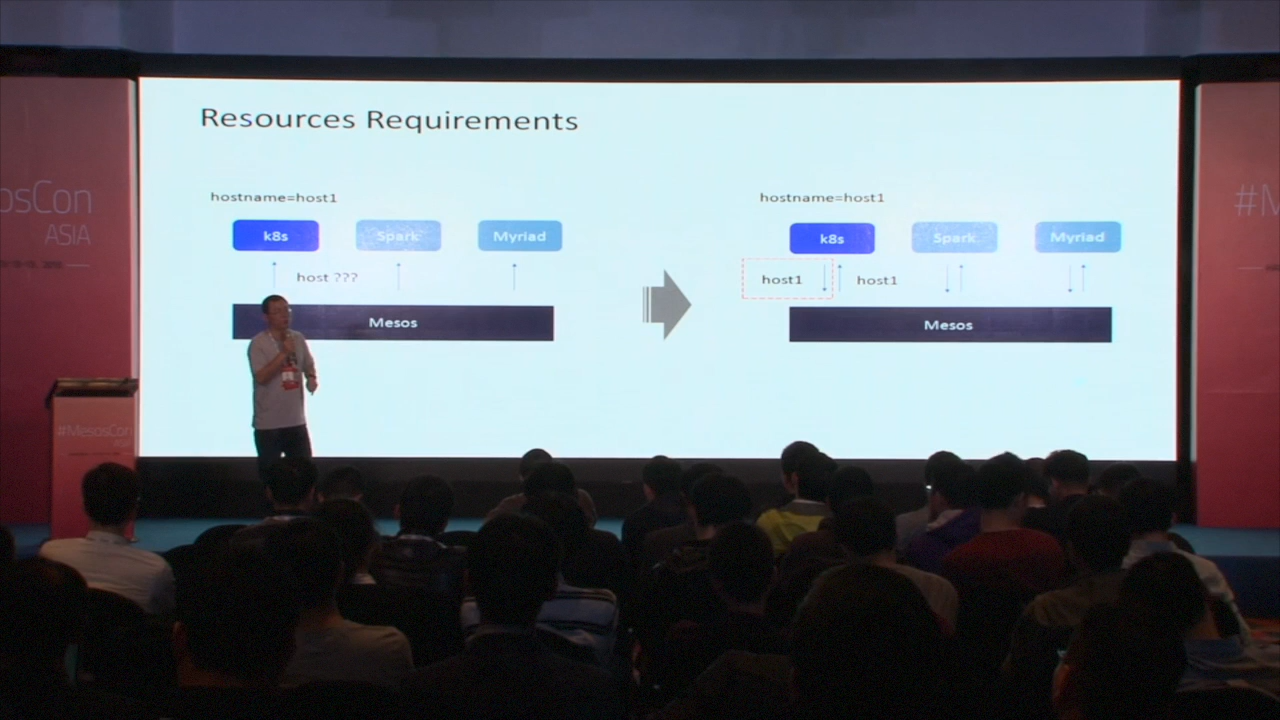 Resources Requirements
hostname=host1
k8s
Spark
Myriad
host ???
Mesos
hostname=host1
k8s
Spark
Myriad
host1
host1
Mesos
osCon
ASIA
#MesosCon
ASIA
#M